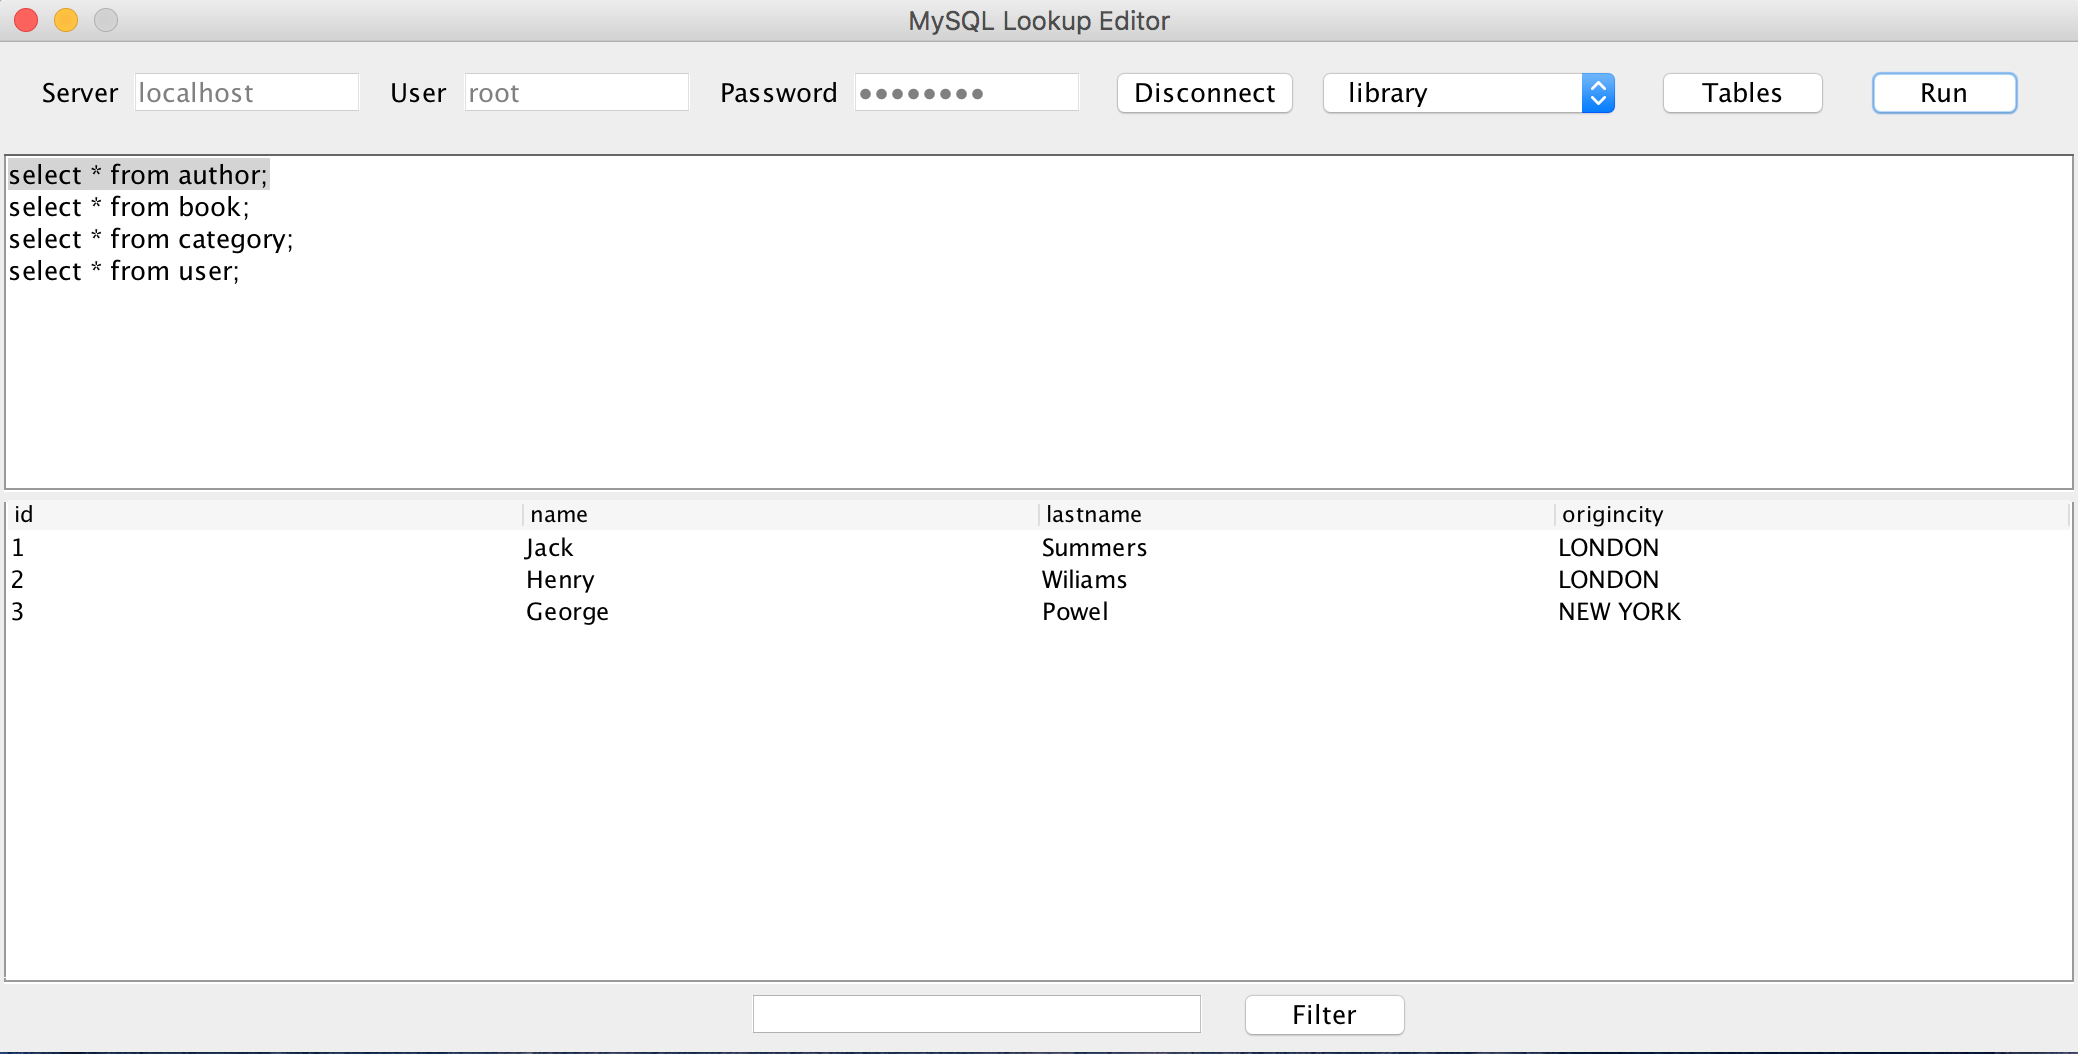 MySQL Lookup Editor
Server localhost User root Password ●●●●●●●● Disconnect library Tables Run
select * from author;
select * from book;
select * from category;
select * from user;
id name lastname origincity
1 Jack Summers LONDON
2 Henry Wiliams LONDON
3 George Powel NEW YORK
Filter